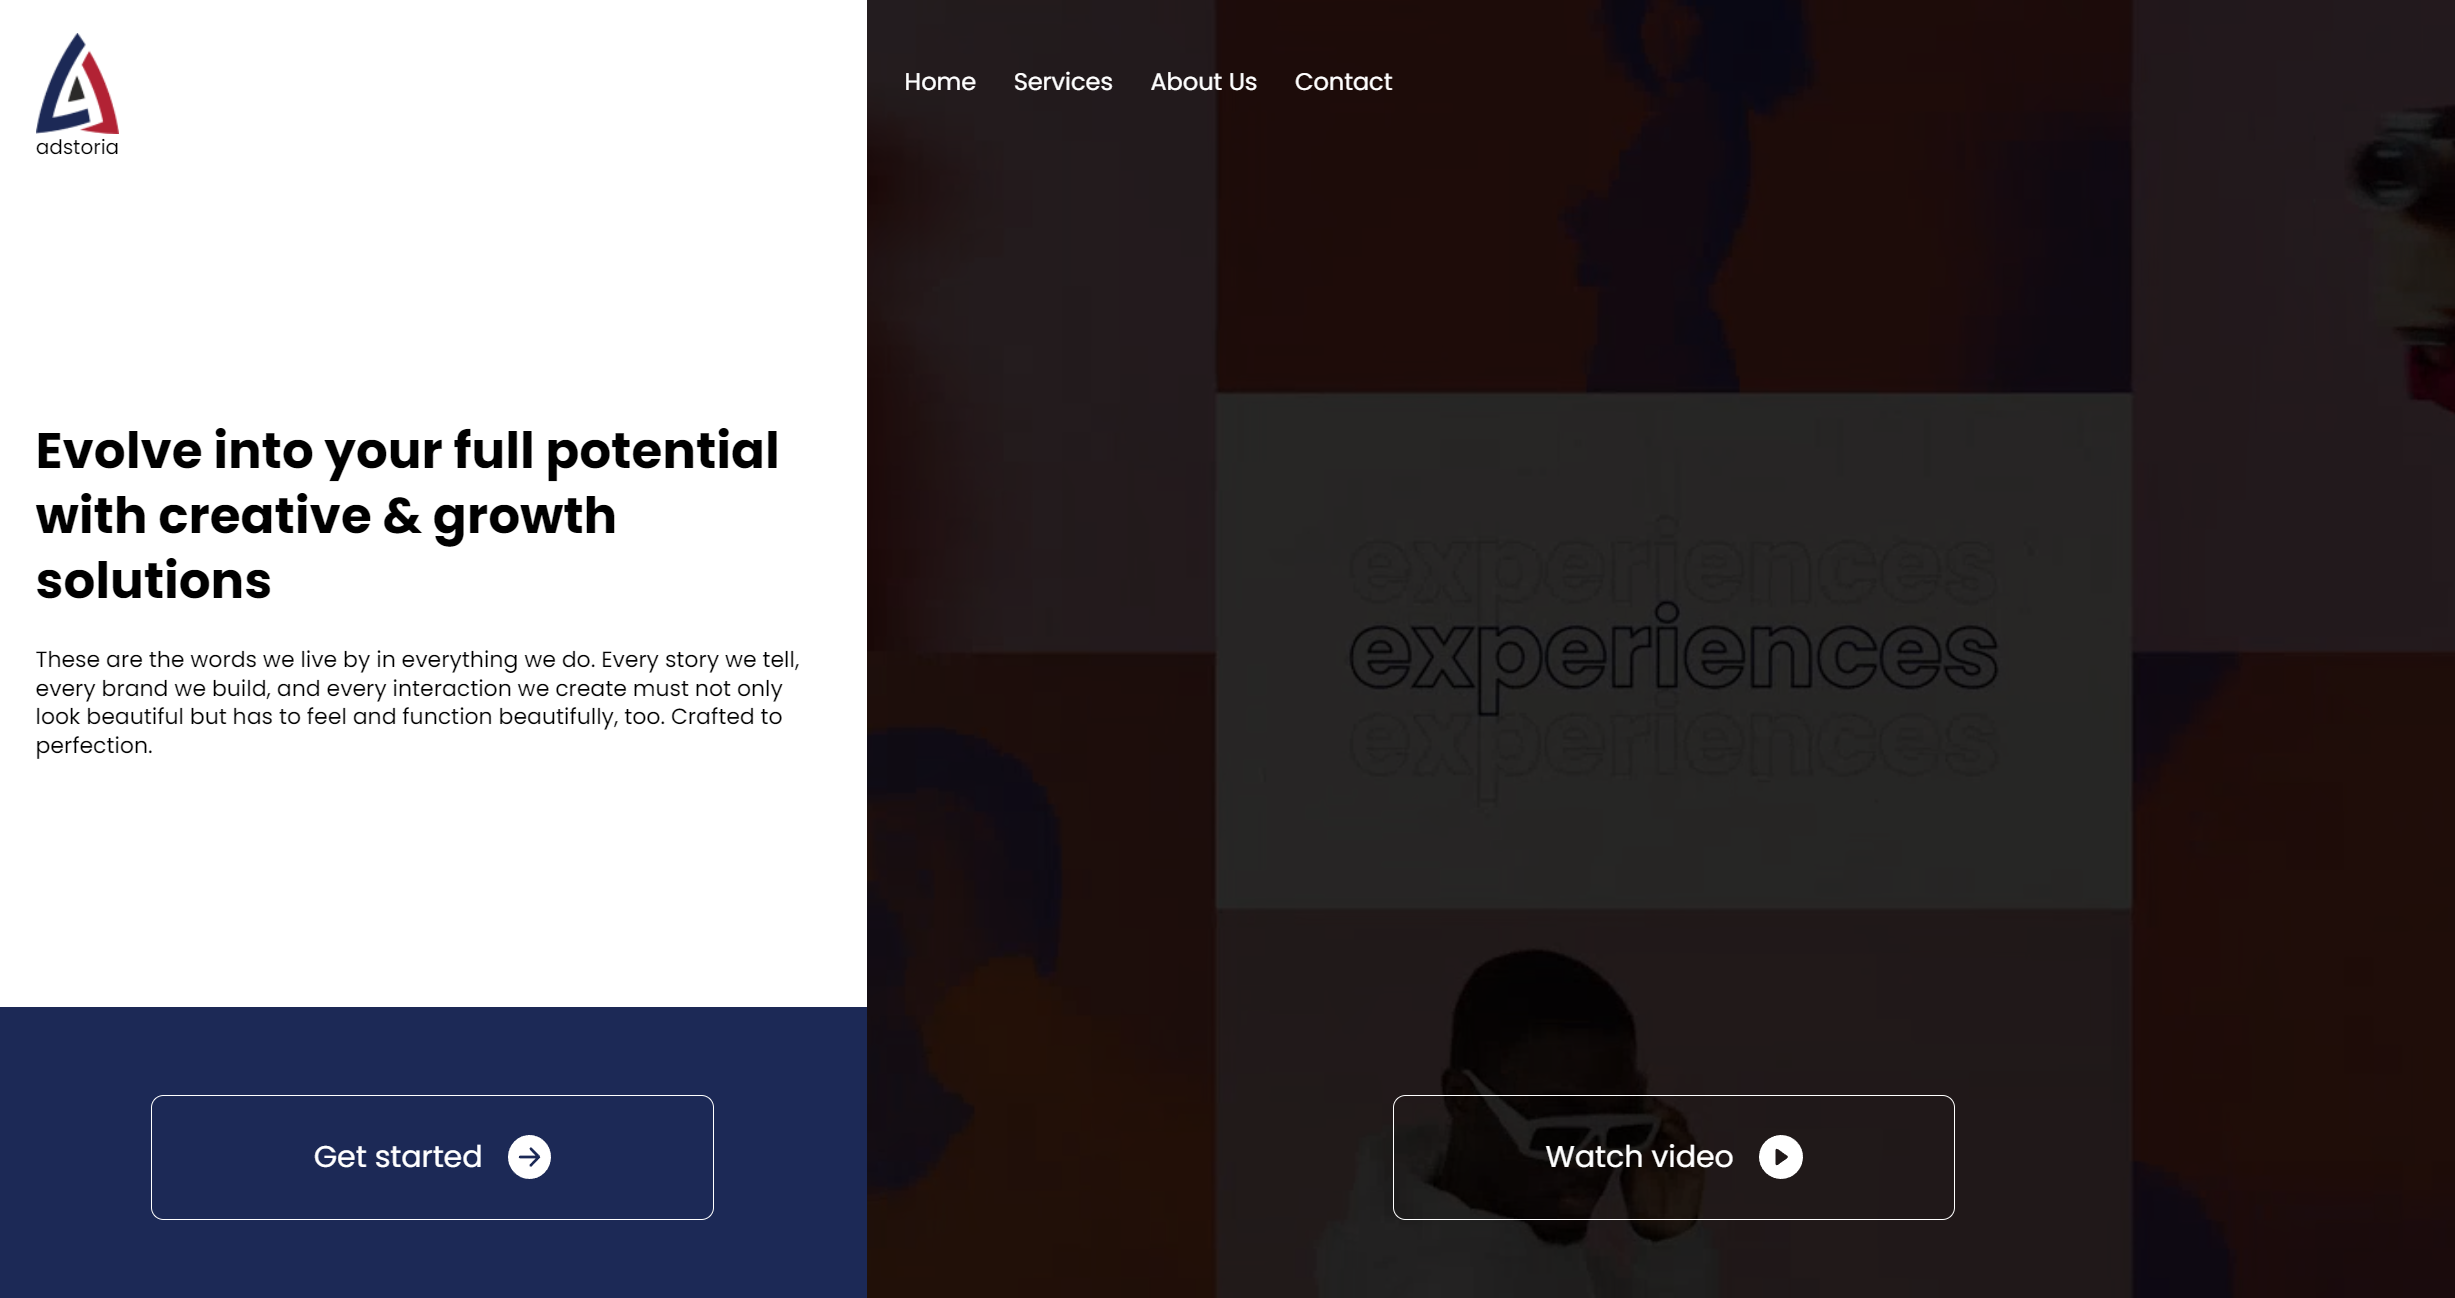 adstoria
Home Services About Us Contact
Evolve into your full potential
with creative & growth
solutions
These are the words we live by in everything we do. Every story we tell,
every brand we build, and every interaction we create must not only
look beautiful but has to feel and function beautifully, too. Crafted to
perfection.
experiences
experiences
experiences
Get started
Watch video